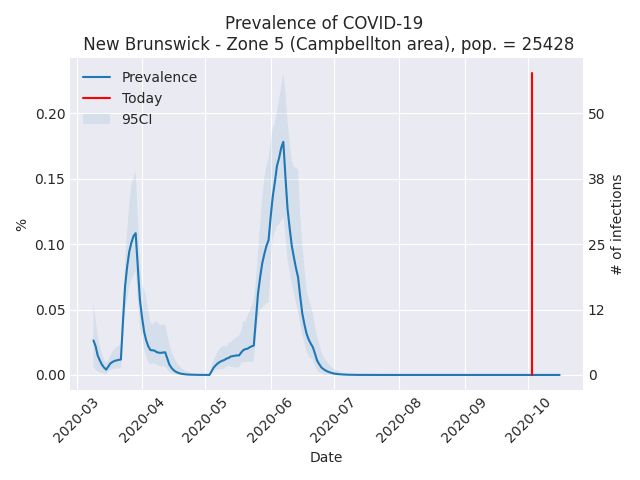 Prevalence of COVID-19
New Brunswick - Zone 5 (Campbellton area), pop. = 25428
Prevalence
Today
95CI
0.20
0.15
0.10
0.05
0.00
%
50
38
25
12
0
# of infections
2020-03
2020-04
2020-05
2020-06
2020-07
2020-08
2020-09
2020-10
Date